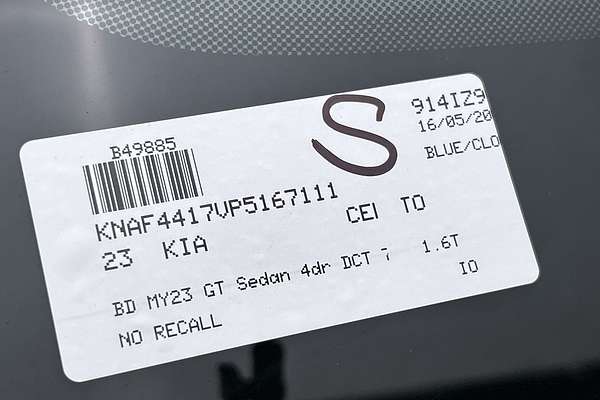 B49885
S
914IZ9
16/05/20
BLUE/CLO
KNAF4417VP5167111
23 KIA
TO
BD MY23 GT Sedan 4dr DCT 7 1.6T
IO
NO RECALL